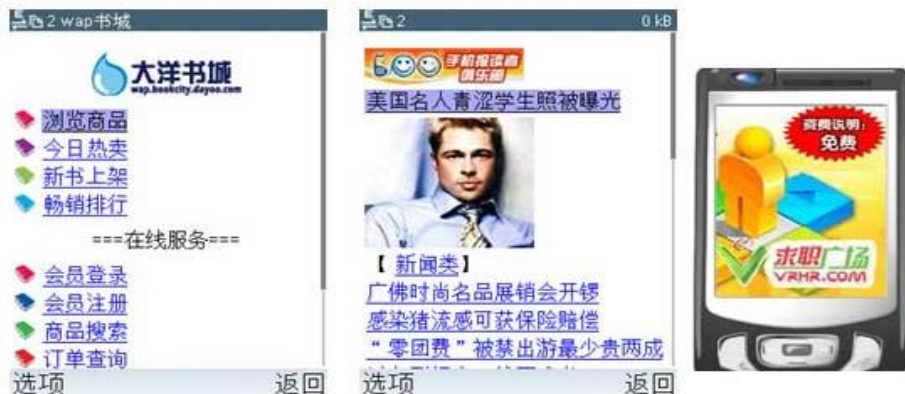 2 wap书城
大洋书城
wap.bookcity.dayoo.com
浏览商品
今日热卖
新书上架
畅销排行
===在线服务===
会员登录
会员注册
商品搜索
订单查询
选项 返回
2 0 kB
600 手机报读者
俱乐部
美国名人青涩学生照被曝光
【 新闻类】
广佛时尚名品展销会开锣
感染猪流感可获保险赔偿
“零团费”被禁出游最少贵两成
选项 返回
资费说明：
免费
求职广场
VRHR.COM